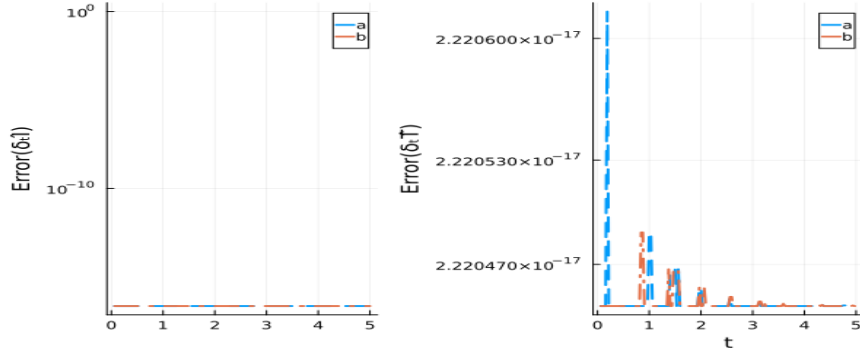 10⁰
a
b
Error(δₜÎ)
10⁻¹⁰
0 1 2 3 4 5
2.220600×10⁻¹⁷
a
b
Error(δₜT̂)
2.220530×10⁻¹⁷
2.220470×10⁻¹⁷
0 1 2 3 4 5
t